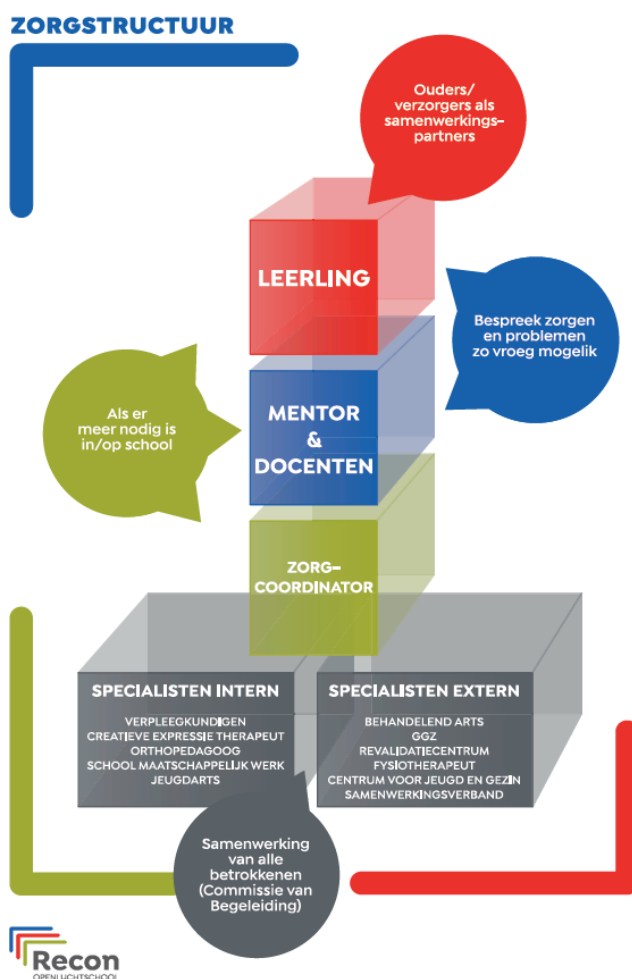 ZORGSTRUCTUUR
Ouders/
verzorgers als
samenwerkings-
partners
LEERLING
Bespreek zorgen
en problemen
zo vroeg mogelik
Als er
meer nodig is
in/op school
MENTOR
&
DOCENTEN
ZORG-
COORDINATOR
SPECIALISTEN INTERN
VERPLEEGKUNDIGEN
CREATIEVE EXPRESSIE THERAPEUT
ORTHOPEDAGOOG
SCHOOL MAATSCHAPPELIJK WERK
JEUGDARTS
SPECIALISTEN EXTERN
BEHANDELEND ARTS
GGZ
REVALIDATIECENTRUM
FYSIOTHERAPEUT
CENTRUM VOOR JEUGD EN GEZIN
SAMENWERKINGSVERBAND
Samenwerking
van alle
betrokkenen
(Commissie van
Begeleiding)
Recon
OPENLUCHTSCHOOL